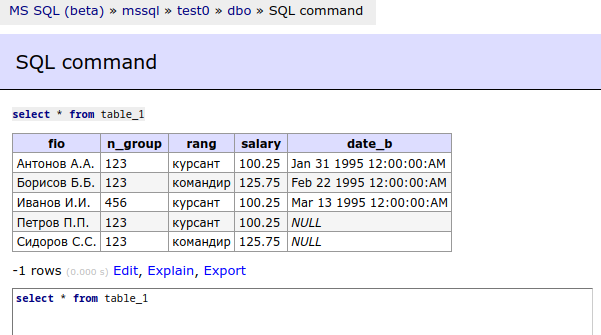 MS SQL (beta) » mssql » test0 » dbo » SQL command
SQL command
select * from table_1
fio n_group rang salary date_b
Антонов А.А. 123 курсант 100.25 Jan 31 1995 12:00:00:AM
Борисов Б.Б. 123 командир 125.75 Feb 22 1995 12:00:00:AM
Иванов И.И. 456 курсант 100.25 Mar 13 1995 12:00:00:AM
Петров П.П. 123 курсант 100.25 NULL
Сидоров С.С. 123 командир 125.75 NULL
-1 rows (0.000 s) Edit, Explain, Export
select * from table_1